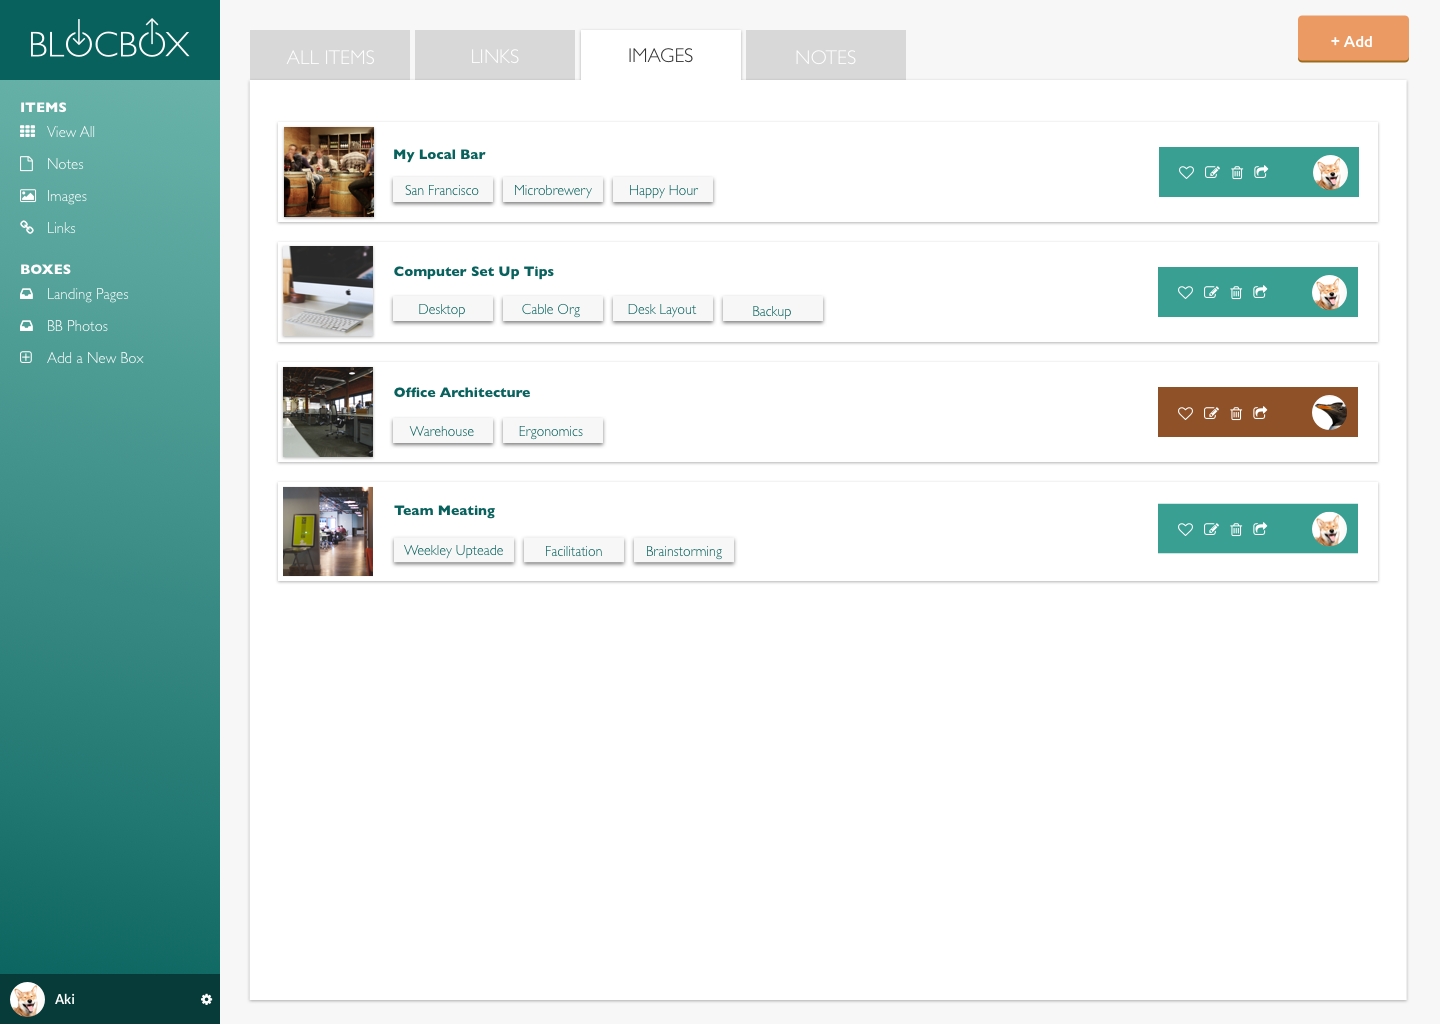 BLOCBOX
ALL ITEMS
LINKS
IMAGES
NOTES
+ Add
ITEMS
View All
Notes
Images
Links
BOXES
Landing Pages
BB Photos
Add a New Box
My Local Bar
San Francisco
Microbrewery
Happy Hour
Computer Set Up Tips
Desktop
Cable Org
Desk Layout
Backup
Office Architecture
Warehouse
Ergonomics
Team Meating
Weekley Upteade
Facilitation
Brainstorming
Aki